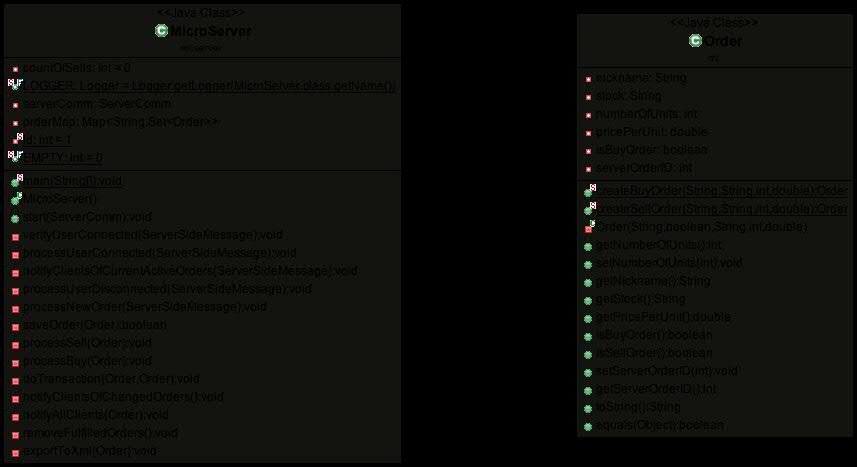 <<Java Class>>
MicroServer
mt.server
countOfSells: int = 0
LOGGER: Logger = Logger.getLogger(MicroServer.class.getName())
serverComm: ServerComm
orderMap: Map<String,Set<Order>>
id: int = 1
EMPTY: int = 0
main(String[]):void
MicroServer()
start(ServerComm):void
verifyUserConnected(ServerSideMessage):void
processUserConnected(ServerSideMessage):void
notifyClientsOfCurrentActiveOrders(ServerSideMessage):void
processUserDisconnected(ServerSideMessage):void
processNewOrder(ServerSideMessage):void
saveOrder(Order):boolean
processSell(Order):void
processBuy(Order):void
doTransaction(Order,Order):void
notifyClientsOfChangedOrders():void
notifyAllClients(Order):void
removeFulfilledOrders():void
exportToXml(Order):void
<<Java Class>>
Order
mt
nickname: String
stock: String
numberOfUnits: int
pricePerUnit: double
isBuyOrder: boolean
serverOrderID: int
createBuyOrder(String,String,int,double):Order
createSellOrder(String,String,int,double):Order
Order(String,boolean,String,int,double)
getNumberOfUnits():int
setNumberOfUnits(int):void
getNickname():String
getStock():String
getPricePerUnit():double
isBuyOrder():boolean
isSellOrder():boolean
setServerOrderID(int):void
getServerOrderID():int
toString():String
equals(Object):boolean